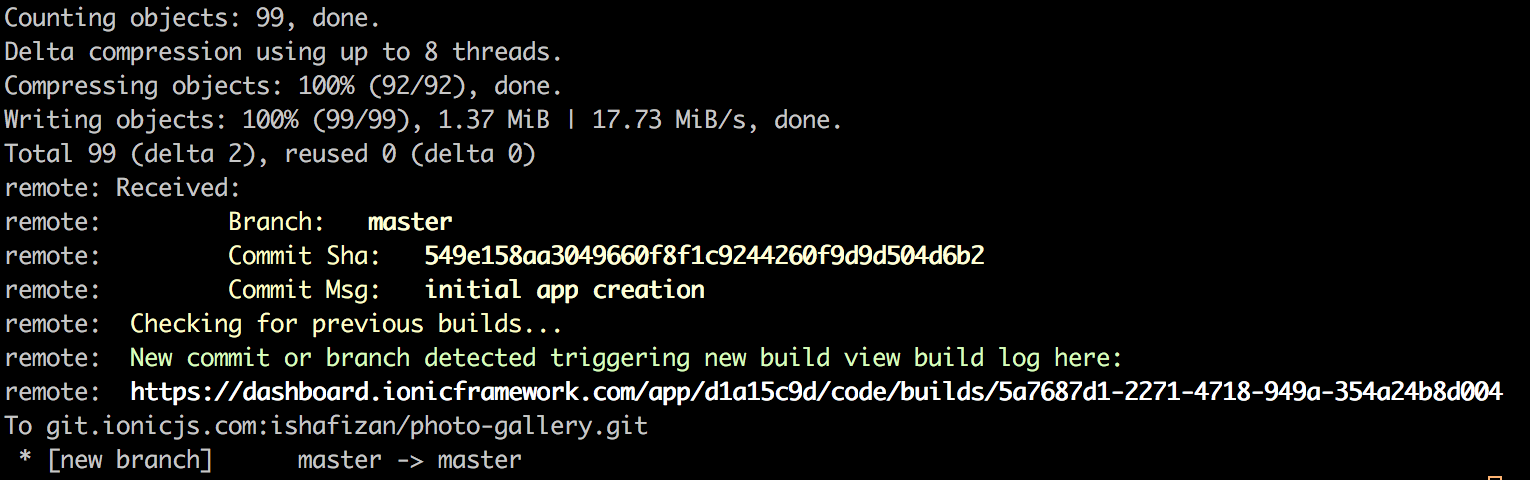 Counting objects: 99, done.
Delta compression using up to 8 threads.
Compressing objects: 100% (92/92), done.
Writing objects: 100% (99/99), 1.37 MiB | 17.73 MiB/s, done.
Total 99 (delta 2), reused 0 (delta 0)
remote: Received:
remote:         Branch:   master
remote:         Commit Sha:   549e158aa3049660f8f1c9244260f9d9d504d6b2
remote:         Commit Msg:   initial app creation
remote:  Checking for previous builds...
remote:  New commit or branch detected triggering new build view build log here:
remote:  https://dashboard.ionicframework.com/app/d1a15c9d/code/builds/5a7687d1-2271-4718-949a-354a24b8d004
To git.ionicjs.com:ishafizan/photo-gallery.git
 * [new branch]      master -> master